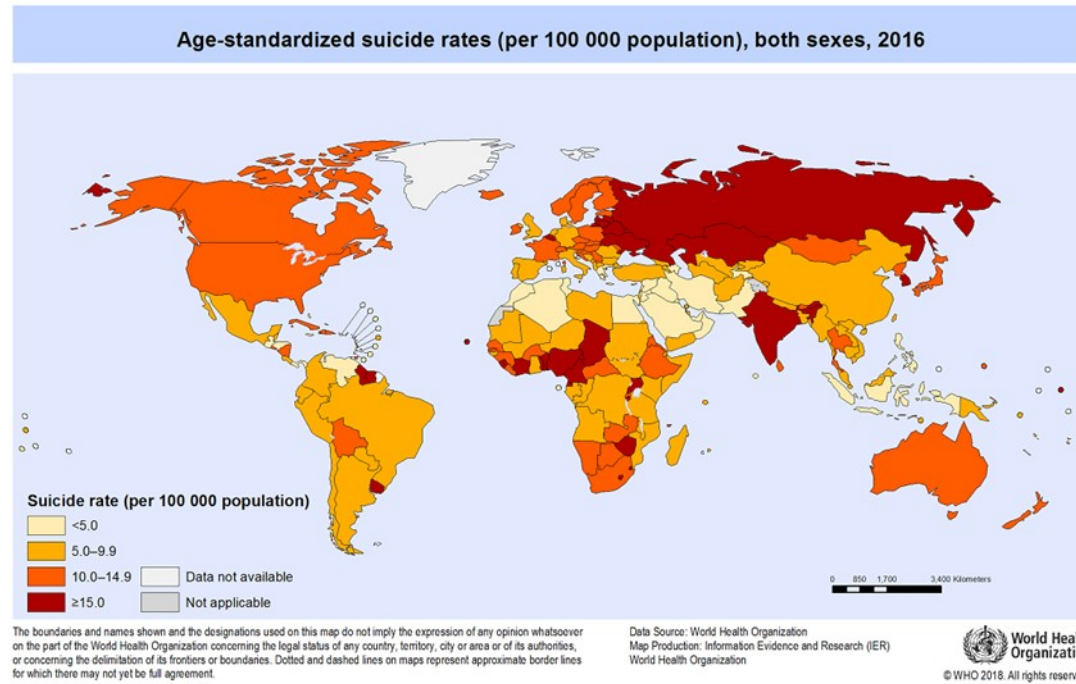 Age-standardized suicide rates (per 100 000 population), both sexes, 2016
Suicide rate (per 100 000 population)
<5.0
5.0–9.9
10.0–14.9
≥15.0
Data not available
Not applicable
0 850 1,700 3,400 Kilometers
The boundaries and names shown and the designations used on this map do not imply the expression of any opinion whatsoever
on the part of the World Health Organization concerning the legal status of any country, territory, city or area or of its authorities,
or concerning the delimitation of its frontiers or boundaries. Dotted and dashed lines on maps represent approximate border lines
for which there may not yet be full agreement.
Data Source: World Health Organization
Map Production: Information Evidence and Research (IER)
World Health Organization
World Hea
Organizati
© WHO 2018. All rights reserv